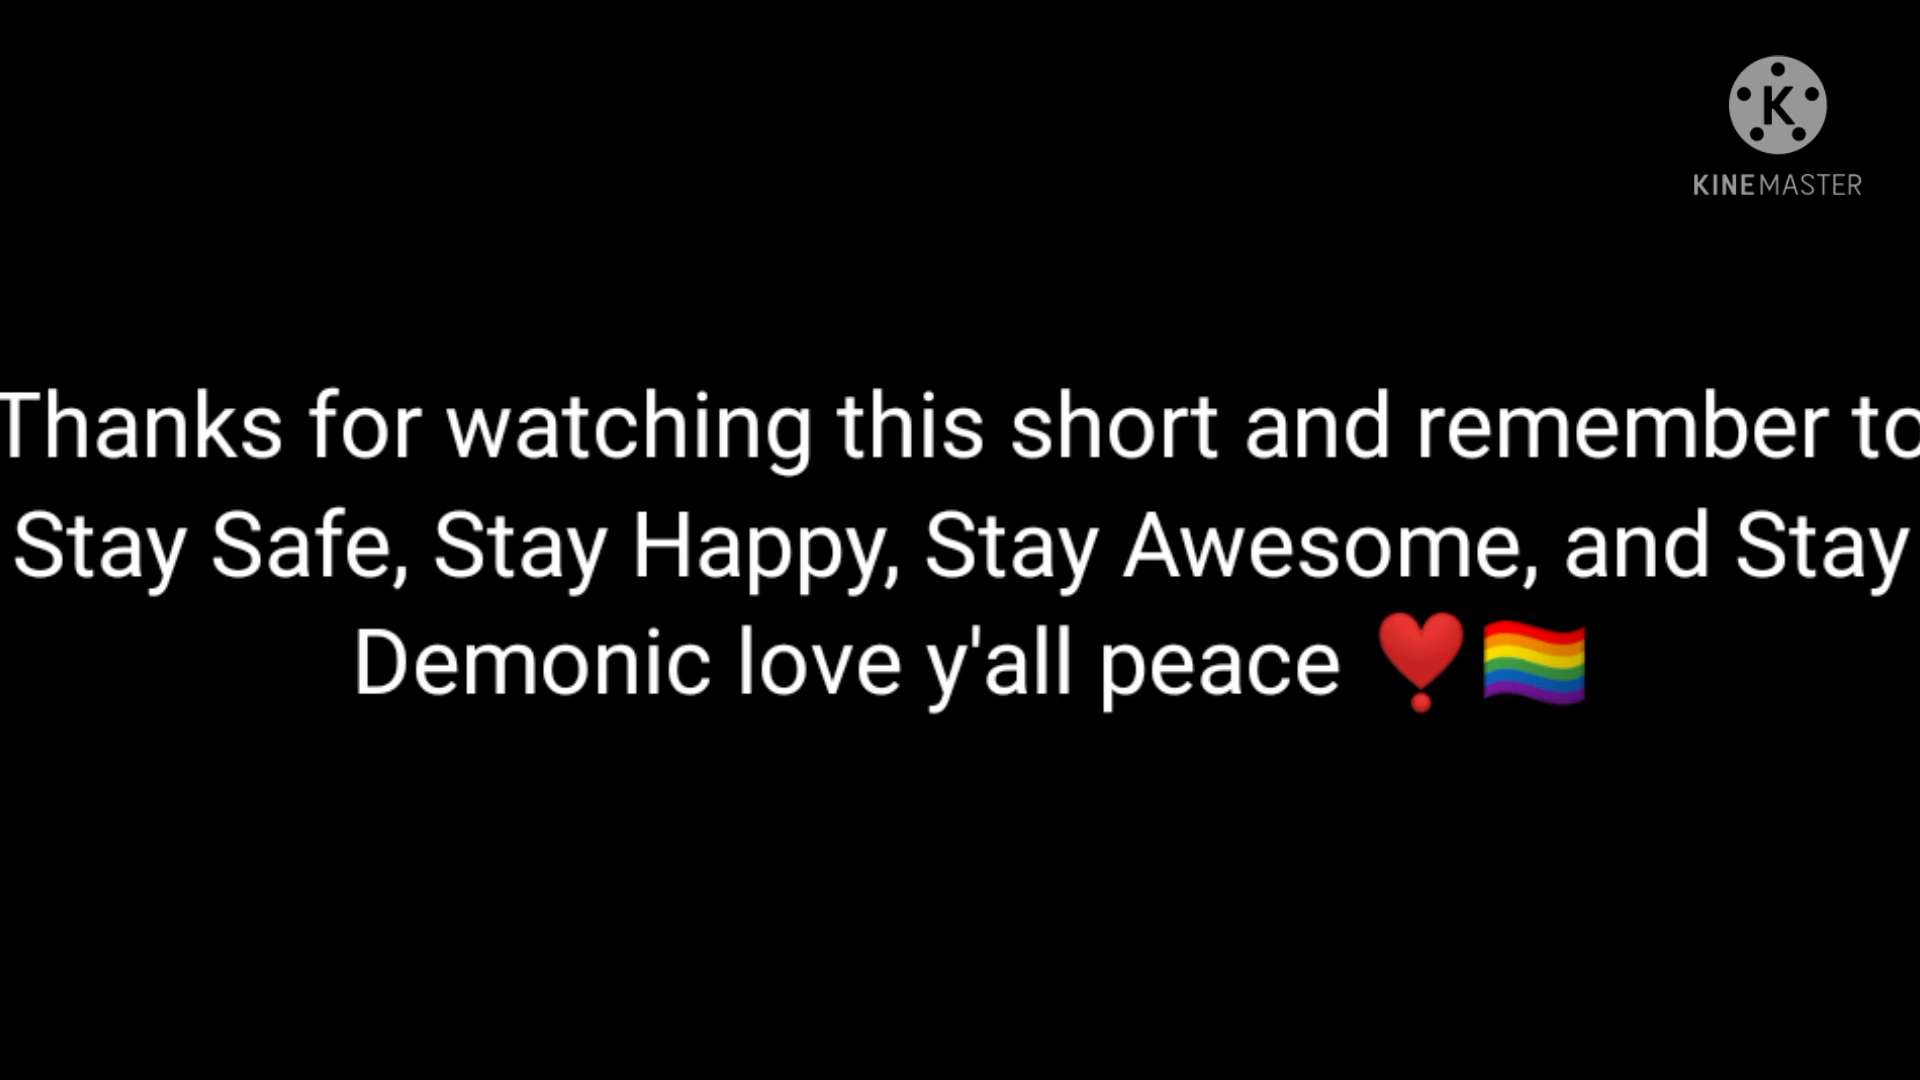 K
KINEMASTER
Thanks for watching this short and remember to
Stay Safe, Stay Happy, Stay Awesome, and Stay
Demonic love y'all peace ❣️🏳️‍🌈